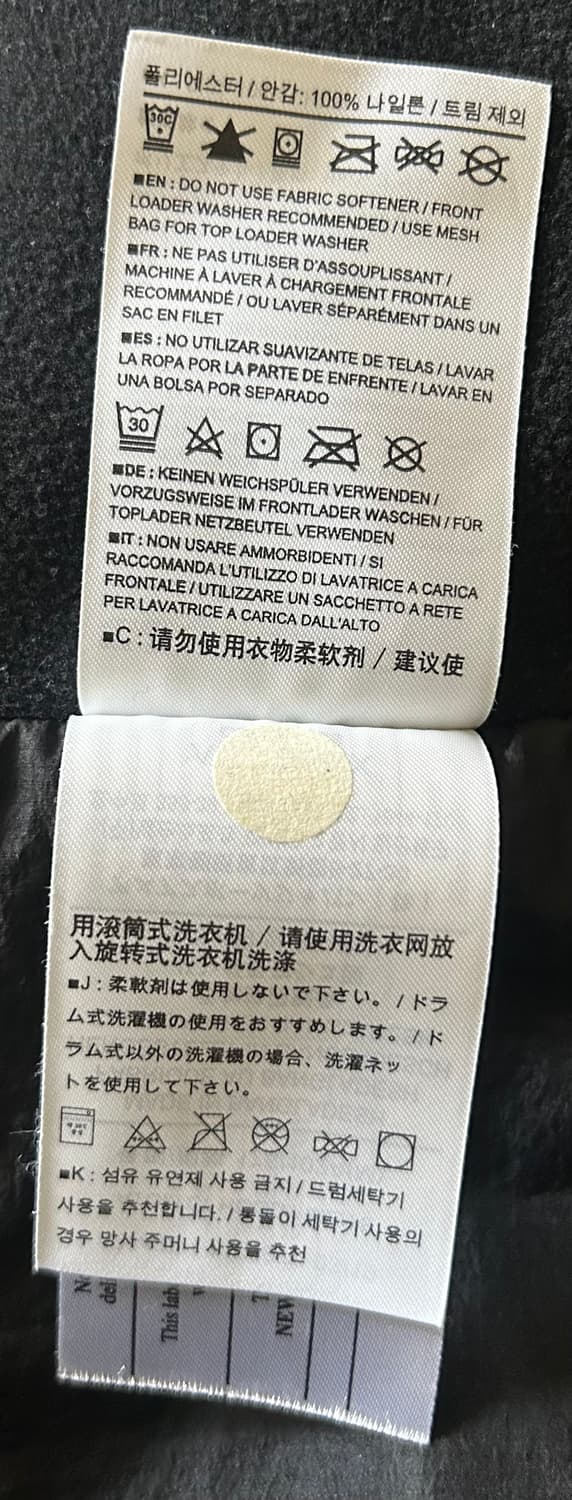 폴리에스터 / 안감: 100% 나일론 / 트림 제외
30C
■EN : DO NOT USE FABRIC SOFTENER / FRONT
LOADER WASHER RECOMMENDED / USE MESH
BAG FOR TOP LOADER WASHER
■FR : NE PAS UTILISER D'ASSOUPLISSANT /
MACHINE À LAVER À CHARGEMENT FRONTALE
RECOMMANDÉ / OU LAVER SÉPARÉMENT DANS UN
SAC EN FILET
■ES : NO UTILIZAR SUAVIZANTE DE TELAS / LAVAR
LA ROPA POR LA PARTE DE ENFRENTE / LAVAR EN
UNA BOLSA POR SEPARADO
30
■DE : KEINEN WEICHSPÜLER VERWENDEN /
VORZUGSWEISE IM FRONTLADER WASCHEN / FÜR
TOPLADER NETZBEUTEL VERWENDEN
■IT : NON USARE AMMORBIDENTI / SI
RACCOMANDA L'UTILIZZO DI LAVATRICE A CARICA
FRONTALE / UTILIZZARE UN SACCHETTO A RETE
PER LAVATRICE A CARICA DALL'ALTO
■C : 请勿使用衣物柔软剂 / 建议使
用滚筒式洗衣机 / 请使用洗衣网放
入旋转式洗衣机洗涤
■J : 柔軟剤は使用しないで下さい。 / ドラ
ム式洗濯機の使用をおすすめします。 / ド
ラム式以外の洗濯機の場合、洗濯ネッ
トを使用して下さい。
■K : 섬유 유연제 사용 금지 / 드럼세탁기
사용을 추천합니다. / 통돌이 세탁기 사용의
경우 망사 주머니 사용을 추천
This
NEW